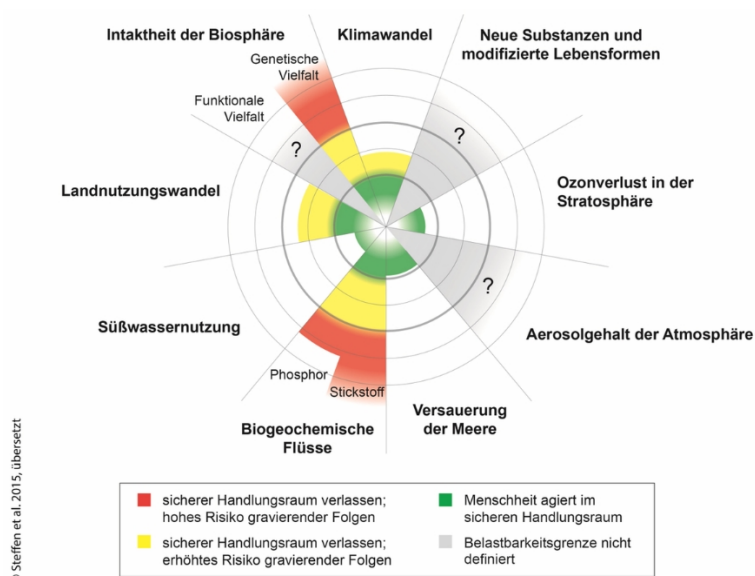 Intaktheit der Biosphäre
Klimawandel
Neue Substanzen und
modifizierte Lebensformen
Genetische
Vielfalt
Funktionale
Vielfalt
?
?
Landnutzungswandel
Ozonverlust in der
Stratosphäre
?
Süßwassernutzung
Aerosolgehalt der Atmosphäre
Phosphor
Stickstoff
Biogeochemische
Flüsse
Versauerung
der Meere
sicherer Handlungsraum verlassen;
hohes Risiko gravierender Folgen
sicherer Handlungsraum verlassen;
erhöhtes Risiko gravierender Folgen
Menschheit agiert im
sicheren Handlungsraum
Belastbarkeitsgrenze nicht
definiert
Steffen et al. 2015, übersetzt